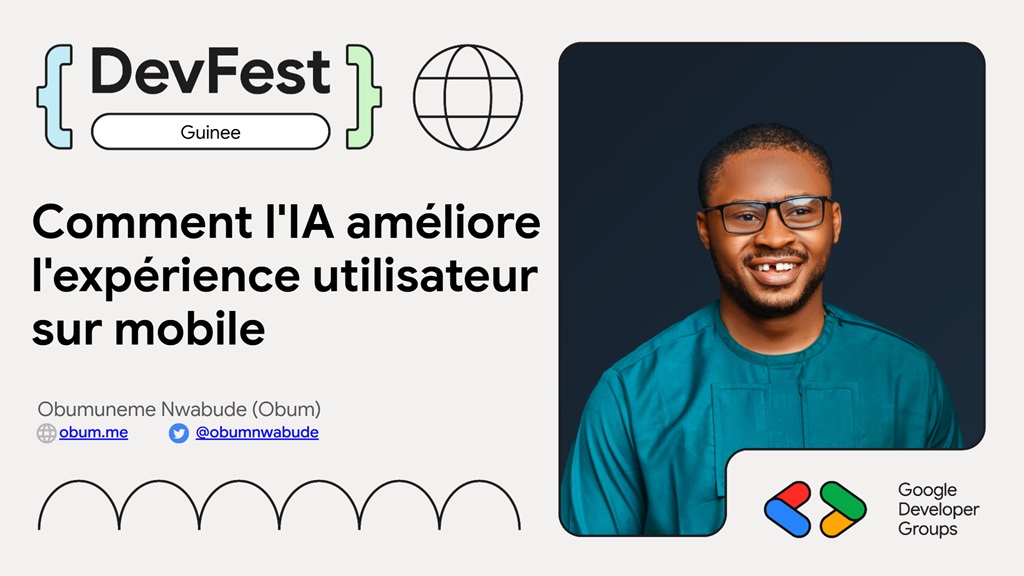 DevFest
Guinee
Comment l'IA améliore
l'expérience utilisateur
sur mobile
Obumuneme Nwabude (Obum)
obum.me @obumnwabude
Google
Developer
Groups